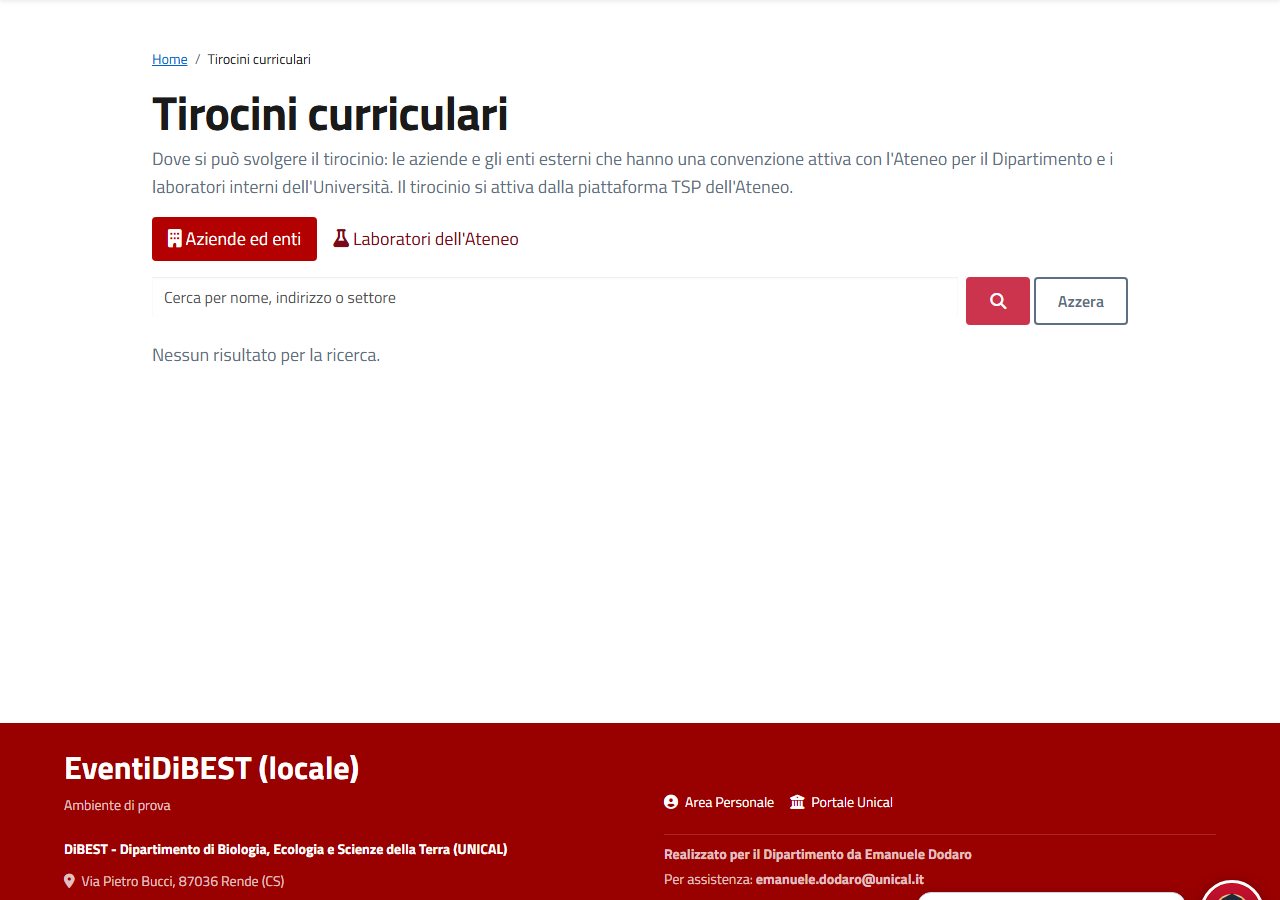 Home / Tirocini curriculari
Tirocini curriculari
Dove si può svolgere il tirocinio: le aziende e gli enti esterni che hanno una convenzione attiva con l'Ateneo per il Dipartimento e i
laboratori interni dell'Università. Il tirocinio si attiva dalla piattaforma TSP dell'Ateneo.
Aziende ed enti Laboratori dell'Ateneo
Cerca per nome, indirizzo o settore Azzera
Nessun risultato per la ricerca.
EventiDiBEST (locale)
Ambiente di prova
DiBEST - Dipartimento di Biologia, Ecologia e Scienze della Terra (UNICAL)
Via Pietro Bucci, 87036 Rende (CS)
Area Personale Portale Unical
Realizzato per il Dipartimento da Emanuele Dodaro
Per assistenza: emanuele.dodaro@unical.it